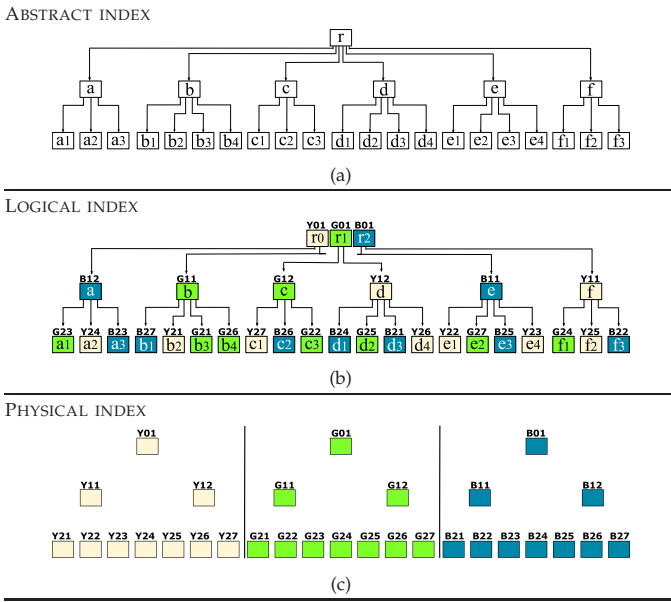 ABSTRACT INDEX
r
a b c d e f
a1 a2 a3 b1 b2 b3 b4 c1 c2 c3 d1 d2 d3 d4 e1 e2 e3 e4 f1 f2 f3
(a)
LOGICAL INDEX
Y01 G01 B01
r0 r1 r2
B12 G11 G12 Y12 B11 Y11
a b c d e f
G23 Y24 B23 B27 Y21 G21 G26 Y27 B26 G22 B24 G25 B21 Y26 Y22 G27 B25 Y23 G24 Y25 B22
a1 a2 a3 b1 b2 b3 b4 c1 c2 c3 d1 d2 d3 d4 e1 e2 e3 e4 f1 f2 f3
(b)
PHYSICAL INDEX
Y01 G01 B01
Y11 Y12 G11 G12 B11 B12
Y21 Y22 Y23 Y24 Y25 Y26 Y27 G21 G22 G23 G24 G25 G26 G27 B21 B22 B23 B24 B25 B26 B27
(c)